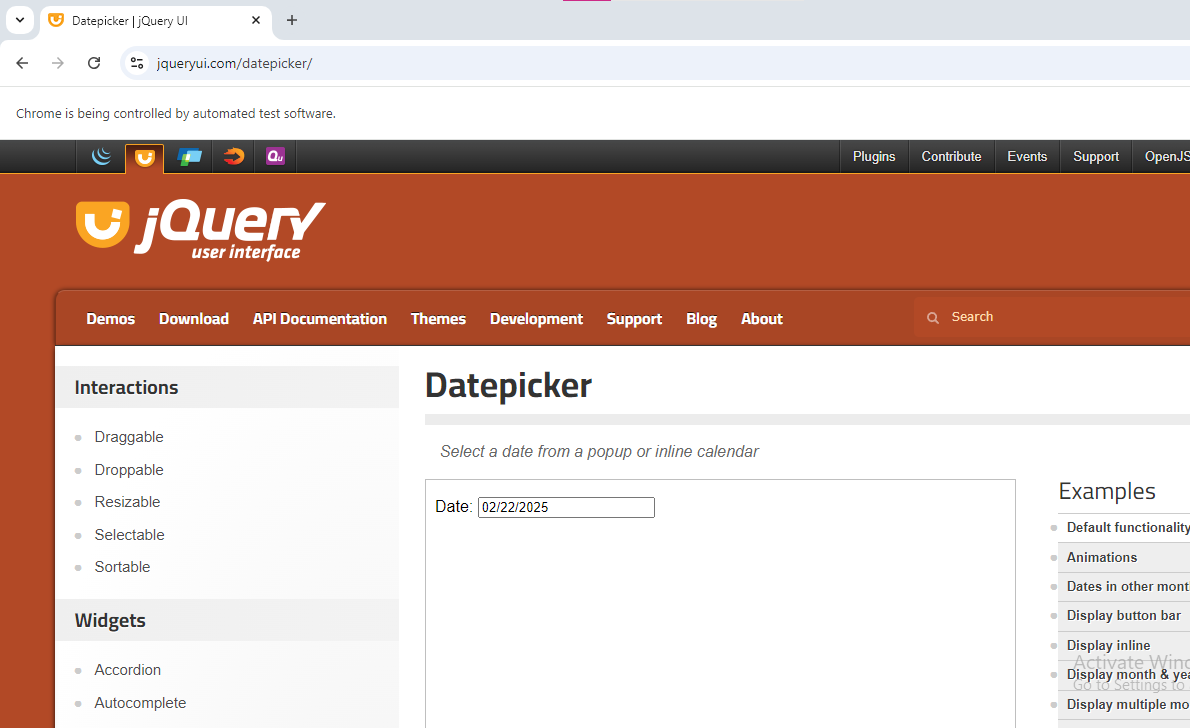 Datepicker | jQuery UI
jqueryui.com/datepicker/
Chrome is being controlled by automated test software.
Qu
Plugins Contribute Events Support OpenJS
jQuery
user interface
Demos Download API Documentation Themes Development Support Blog About Search
Interactions
Draggable
Droppable
Resizable
Selectable
Sortable
Widgets
Accordion
Autocomplete
Datepicker
Select a date from a popup or inline calendar
Date: 02/22/2025
Examples
Default functionality
Animations
Dates in other mont
Display button bar
Display inline
Display month & yea
Display multiple mo
Activate Wind
Go to Settings to